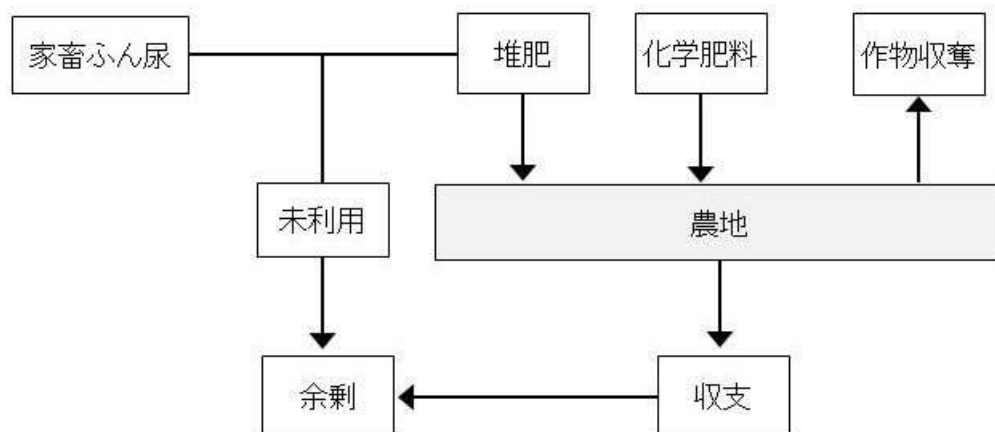 家畜ふん尿
堆肥
化学肥料
作物収奪
未利用
農地
余剰
収支